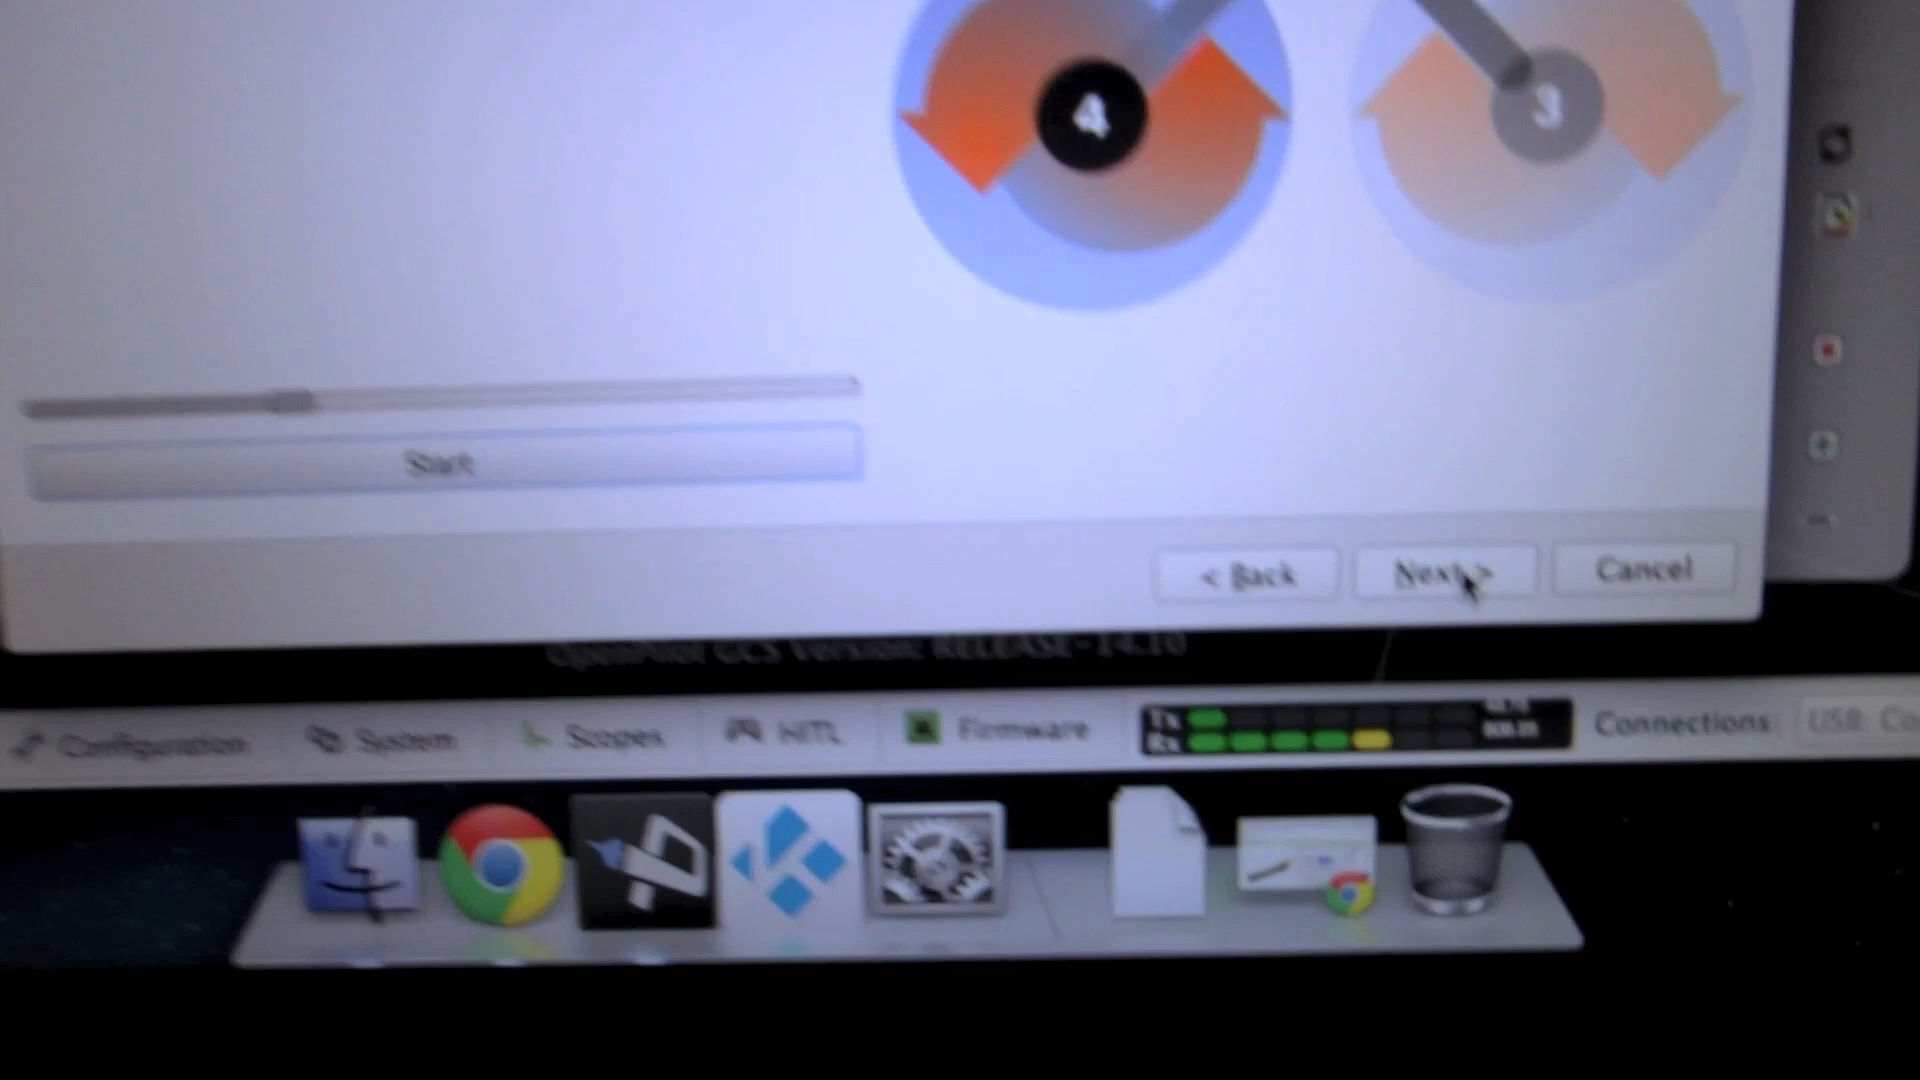 4
3
Start
< Back
Next >
Cancel
OpenPilot GCS Version: RELEASE-14.10
Configuration
System
Scopes
HITL
Firmware
Tx
Rx
Connections:
USB: